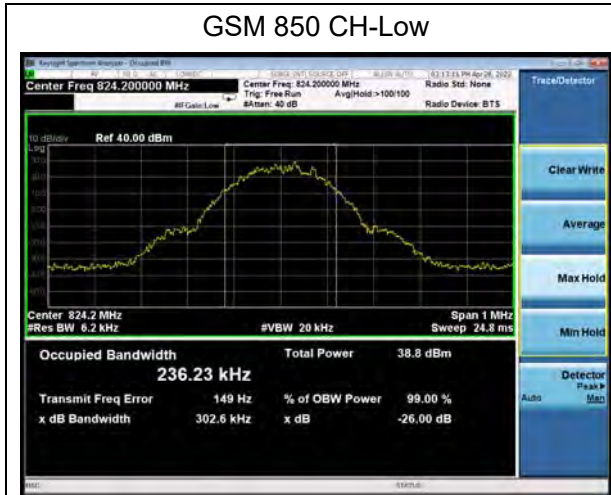 GSM 850 CH-Low
Keysight Spectrum Analyzer - Occupied BW
Center Freq 824.200000 MHz
Center Freq: 824.200000 MHz
Radio Std: None
Trig: Free Run
Avg|Hold:>100/100
#IFGain:Low
#Atten: 40 dB
Radio Device: BTS
Trace/Detector
10 dB/div
Ref 40.00 dBm
Log
Clear Write
Average
Max Hold
Center 824.2 MHz
Span 1 MHz
#Res BW 6.2 kHz
#VBW 20 kHz
Sweep 24.8 ms
Min Hold
Occupied Bandwidth
Total Power
38.8 dBm
236.23 kHz
Detector
Peak▶
Auto
Man
Transmit Freq Error
149 Hz
% of OBW Power
99.00 %
x dB Bandwidth
302.6 kHz
x dB
-26.00 dB
MSG
STATUS